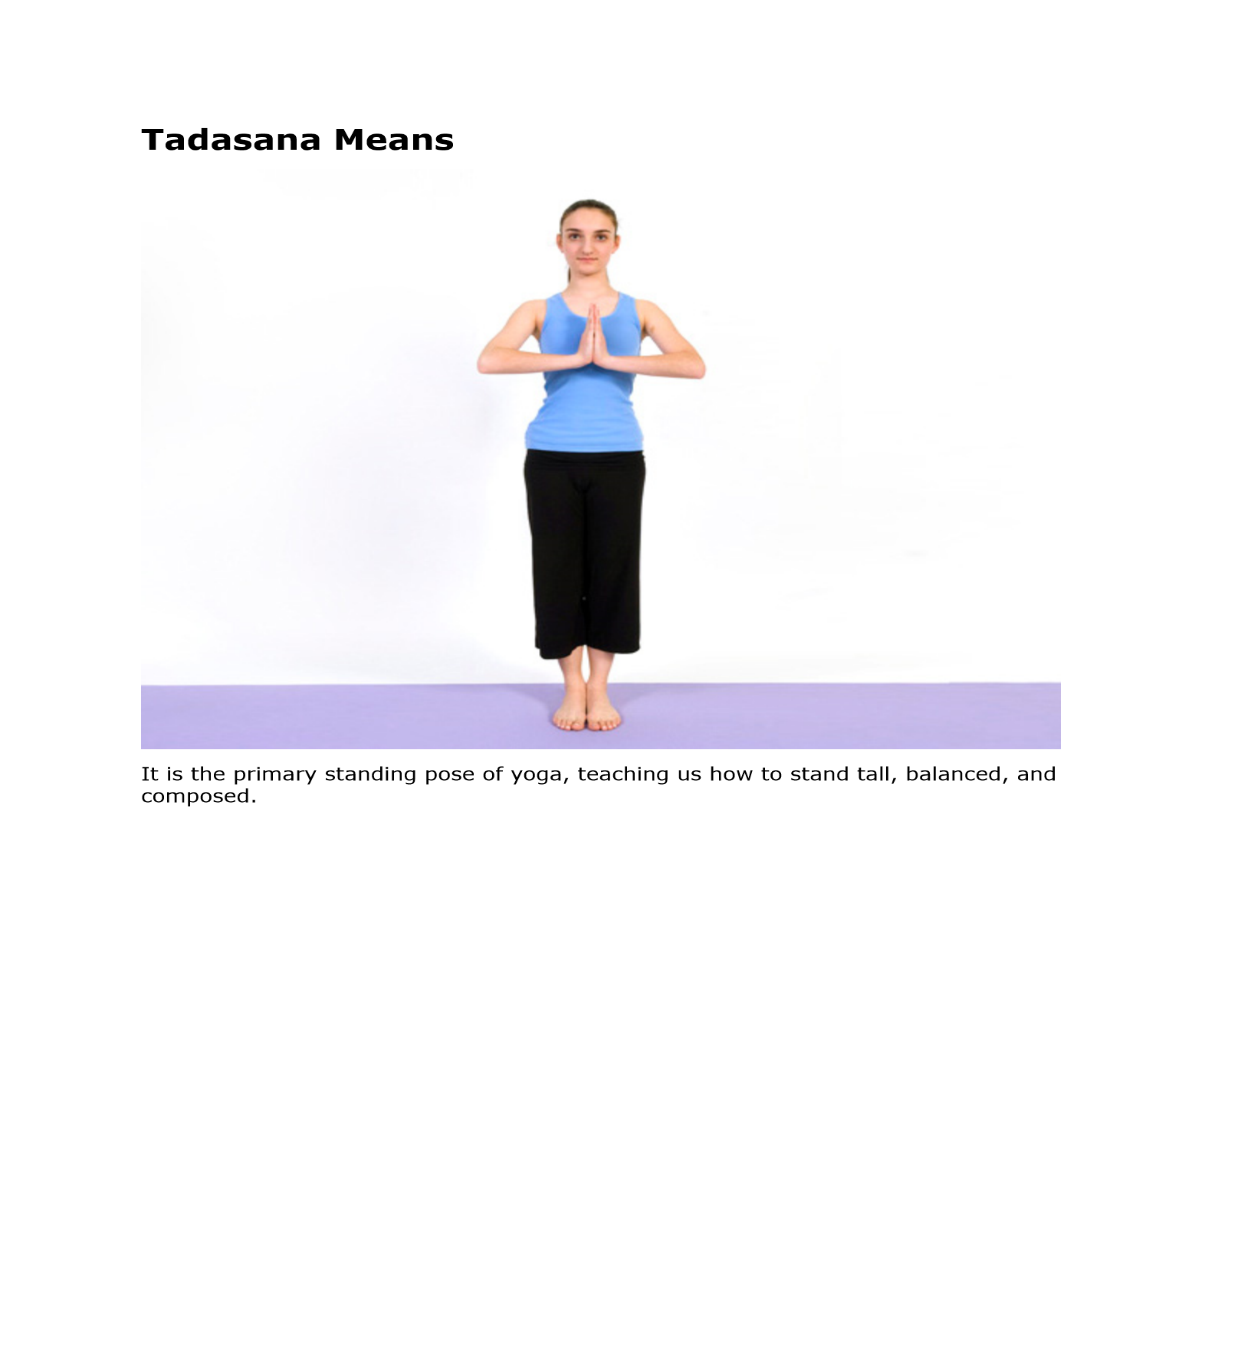 Tadasana Means
It is the primary standing pose of yoga, teaching us how to stand tall, balanced, and
composed.